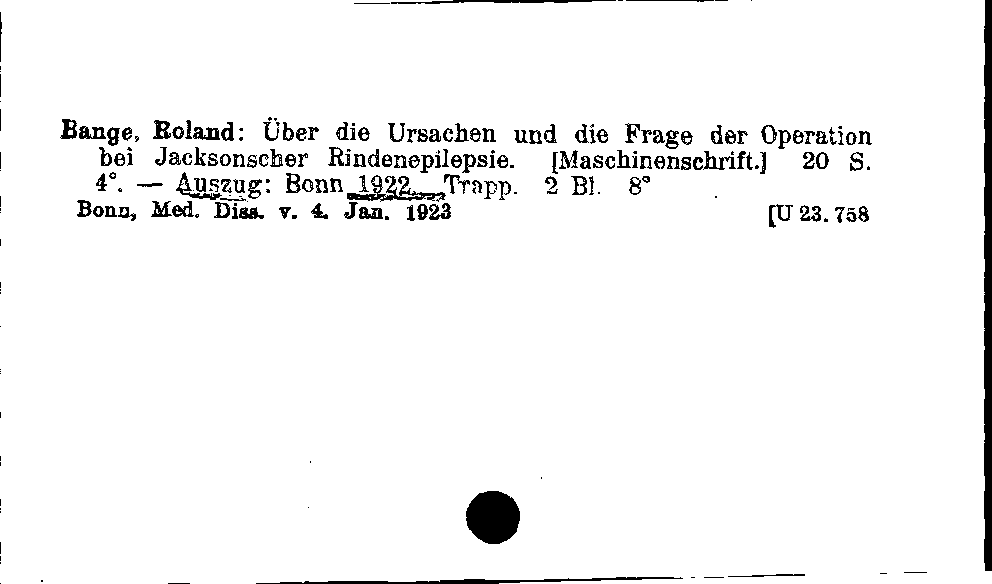 Bange, Roland: Über die Ursachen und die Frage der Operation
bei Jacksonscher Rindenepilepsie. [Maschinenschrift.] 20 S.
4°. — Auszug: Bonn 1922. Trapp. 2 Bl. 8°
Bonn, Med. Diss. v. 4. Jan. 1923 [U 23. 758